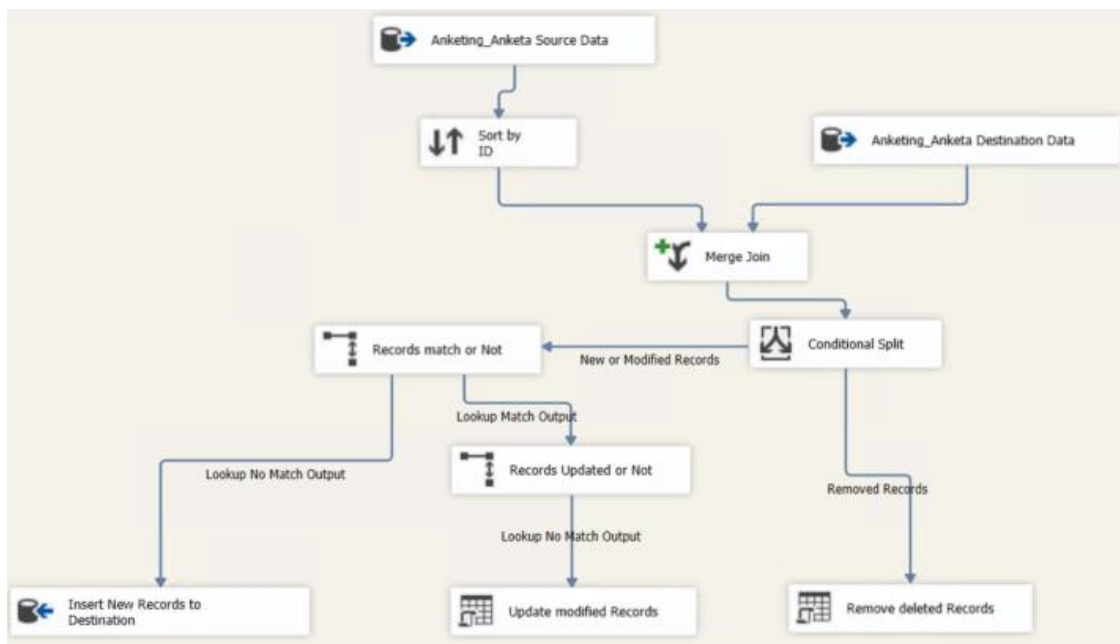 Anketing_Anketa Source Data
Sort by
ID
Anketing_Anketa Destination Data
Merge Join
Conditional Split
Records match or Not
New or Modified Records
Lookup Match Output
Records Updated or Not
Lookup No Match Output
Removed Records
Lookup No Match Output
Insert New Records to
Destination
Update modified Records
Remove deleted Records